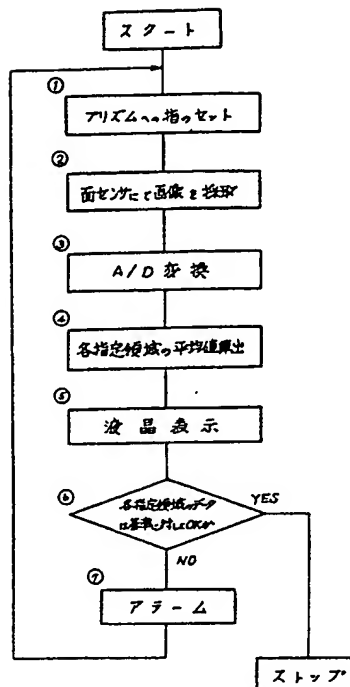 スタート
①
プリズムへの指のセット
②
面センサにて画像を採取
③
A/D変換
④
各指定領域の平均値算出
⑤
液晶表示
⑥
各指定領域のデータ
は基準に対してOKか
YES
NO
⑦
アラーム
ストップ